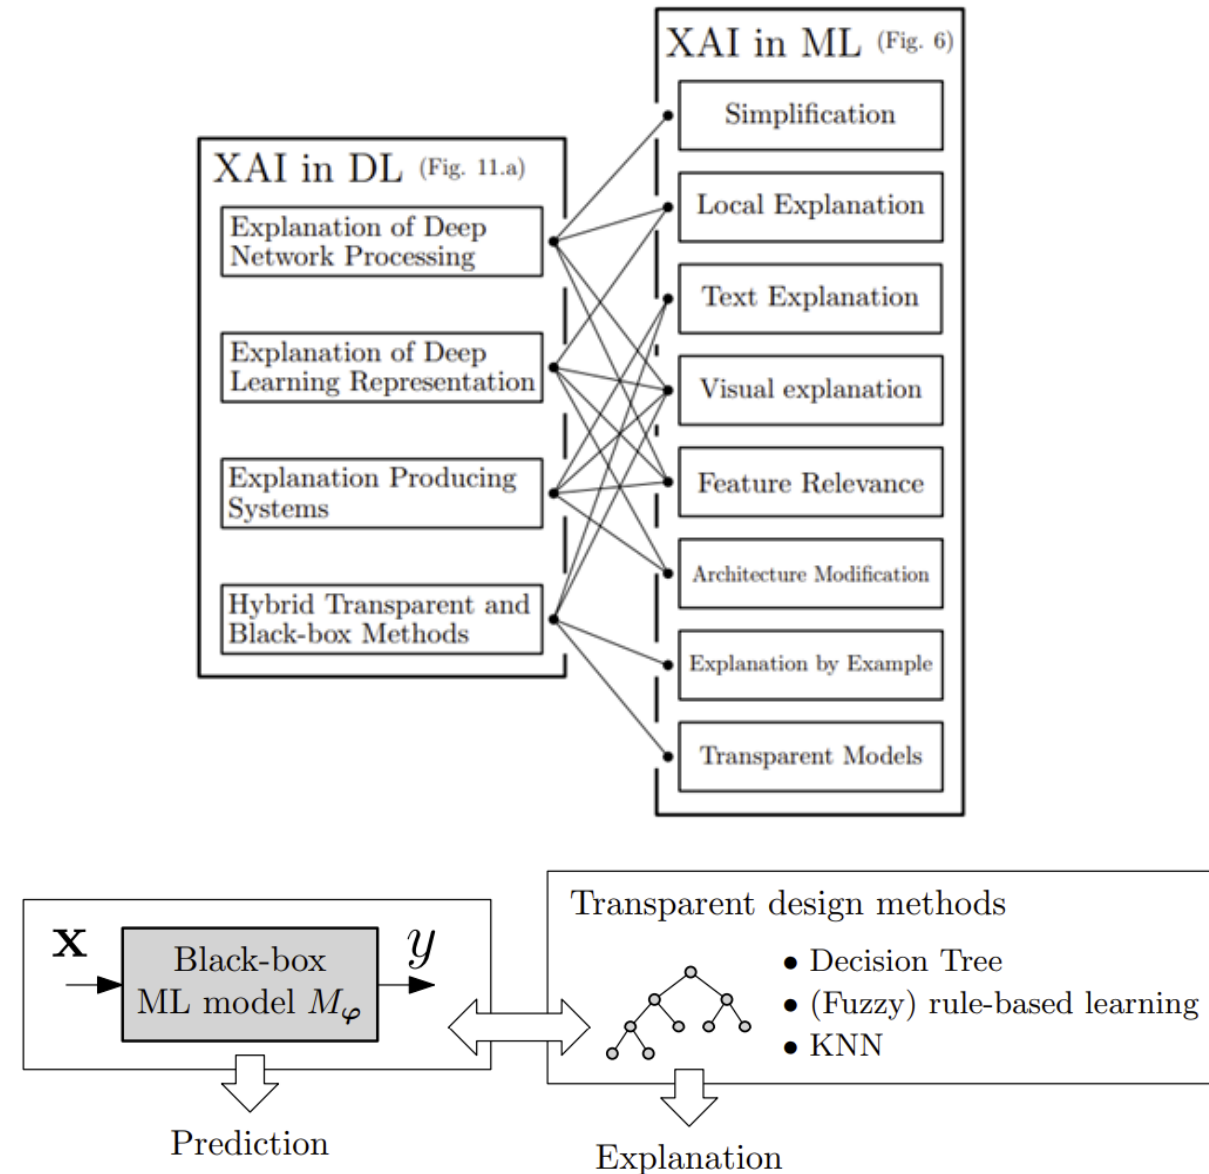 XAI in ML (Fig. 6)
Simplification
Local Explanation
Text Explanation
Visual explanation
Feature Relevance
Architecture Modification
Explanation by Example
Transparent Models
XAI in DL (Fig. 11.a)
Explanation of Deep
Network Processing
Explanation of Deep
Learning Representation
Explanation Producing
Systems
Hybrid Transparent and
Black-box Methods
x
Black-box
ML model M_φ
y
Prediction
Transparent design methods
• Decision Tree
• (Fuzzy) rule-based learning
• KNN
Explanation